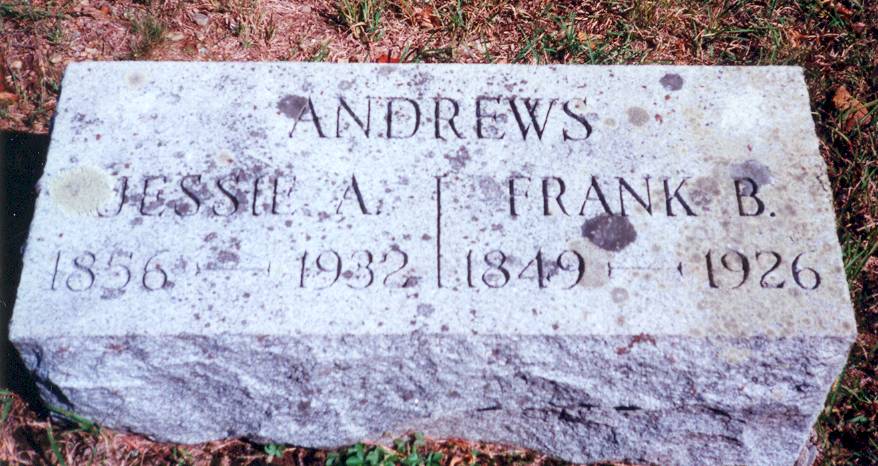 ANDREWS
JESSIE A. FRANK B.
1856 — 1932 1849 — 1926